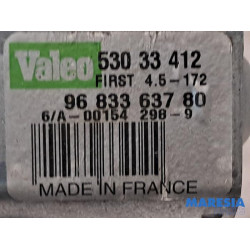 Valeo
530 33 412
FIRST 4.5-172
96 833 637 80
6/A-00154 298-9
MADE IN FRANCE
MARSSIA